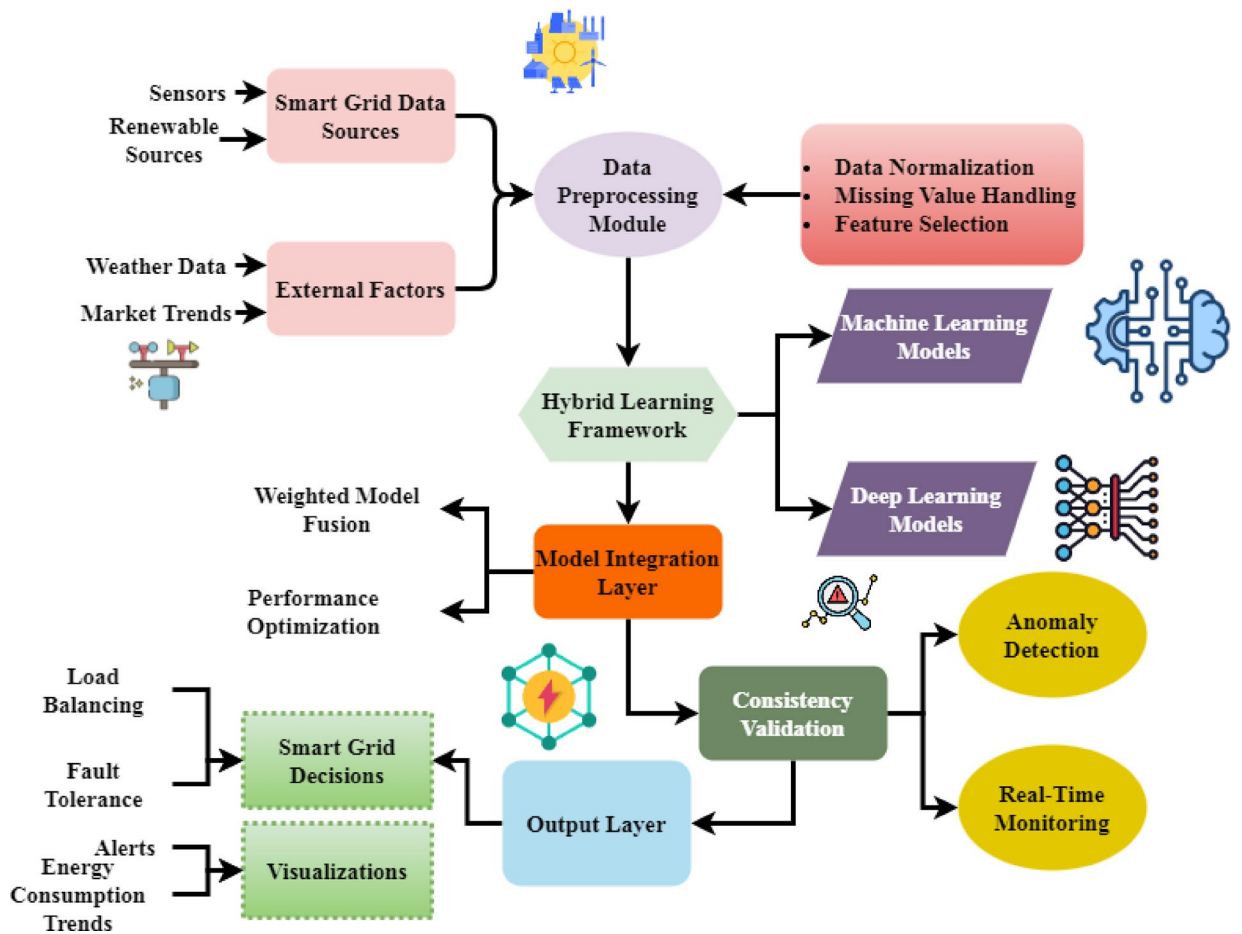 Sensors
Renewable
Sources
Smart Grid Data
Sources
Weather Data
Market Trends
External Factors
Data
Preprocessing
Module
• Data Normalization
• Missing Value Handling
• Feature Selection
Hybrid Learning
Framework
Machine Learning
Models
Deep Learning
Models
Weighted Model
Fusion
Performance
Optimization
Model Integration
Layer
Consistency
Validation
Anomaly
Detection
Real-Time
Monitoring
Output Layer
Load
Balancing
Fault
Tolerance
Smart Grid
Decisions
Alerts
Energy
Consumption
Trends
Visualizations